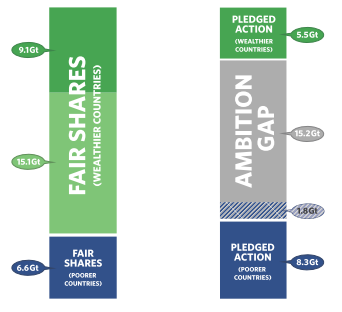 9.1Gt
15.1Gt
FAIR SHARES
(WEALTHIER COUNTRIES)
6.6Gt
FAIR
SHARES
(POORER
COUNTRIES)
PLEDGED
ACTION
(WEALTHIER
COUNTRIES)
5.5Gt
AMBITION
GAP
15.2Gt
1.8Gt
PLEDGED
ACTION
(POORER
COUNTRIES)
8.3Gt